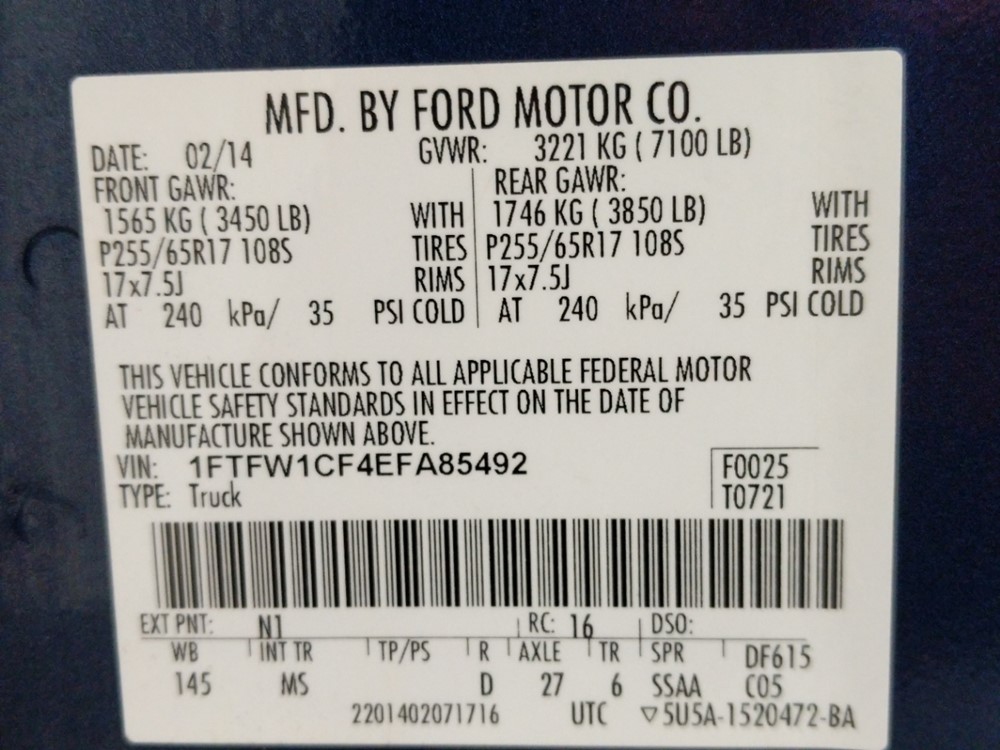 MFD. BY FORD MOTOR CO.
DATE: 02/14 GVWR: 3221 KG ( 7100 LB)
FRONT GAWR: REAR GAWR:
1565 KG ( 3450 LB) WITH 1746 KG ( 3850 LB) WITH
P255/65R17 108S TIRES P255/65R17 108S TIRES
17x7.5J RIMS 17x7.5J RIMS
AT 240 kPa/ 35 PSI COLD AT 240 kPa/ 35 PSI COLD
THIS VEHICLE CONFORMS TO ALL APPLICABLE FEDERAL MOTOR
VEHICLE SAFETY STANDARDS IN EFFECT ON THE DATE OF
MANUFACTURE SHOWN ABOVE.
VIN: 1FTFW1CF4EFA85492 F0025
TYPE: Truck T0721
EXT PNT: N1 RC: 16 DSO:
WB INT TR TP/PS R AXLE TR SPR DF615
145 MS D 27 6 SSAA C05
2201402071716 UTC ▽5U5A-1520472-BA